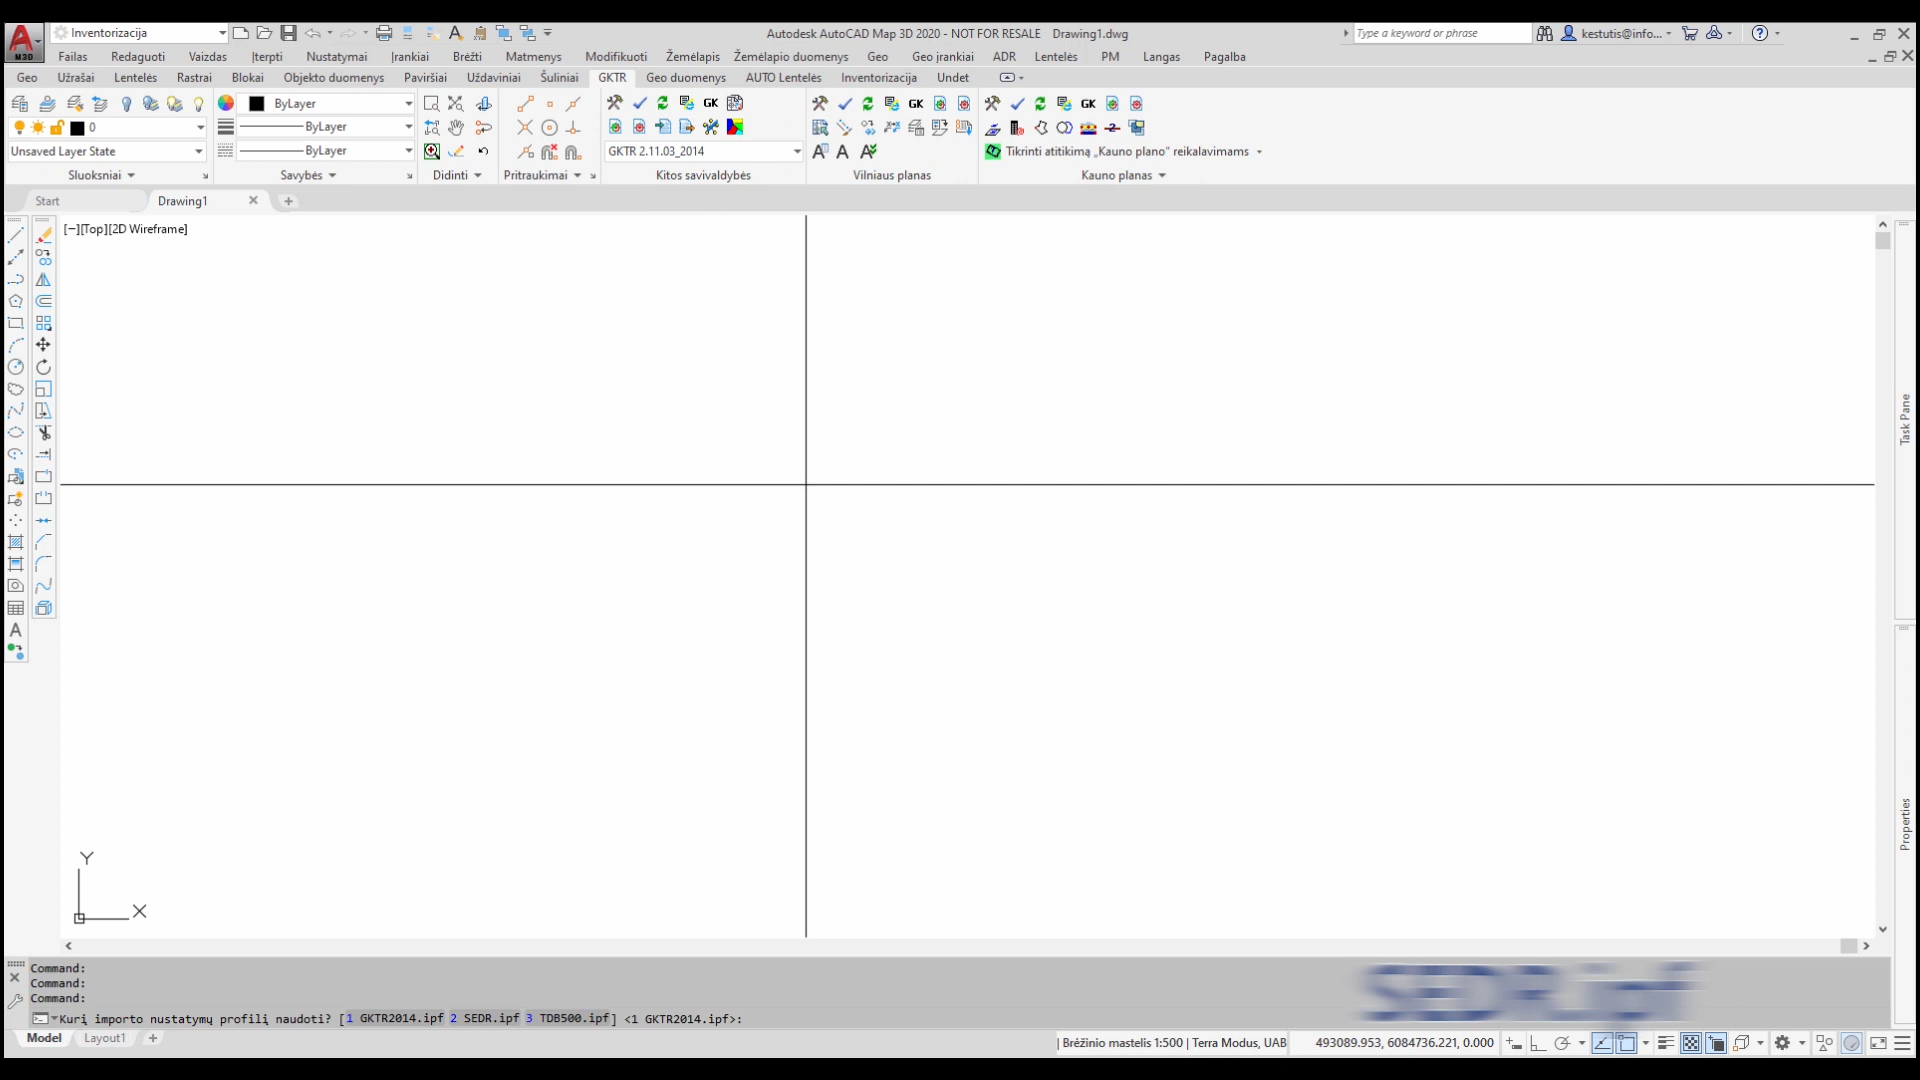 Inventorizacija
Autodesk AutoCAD Map 3D 2020 - NOT FOR RESALE Drawing1.dwg
Type a keyword or phrase
kestutis@info...
M3D
Failas Redaguoti Vaizdas Įterpti Nustatymai Įrankiai Brėžti Matmenys Modifikuoti Žemėlapis Žemėlapio duomenys Geo Geo įrankiai ADR Lentelės PM Langas Pagalba
Geo Užrašai Lentelės Rastrai Blokai Objekto duomenys Paviršiai Uždaviniai Šuliniai GKTR Geo duomenys AUTO Lentelės Inventorizacija Undet
ByLayer
GK GK GK
0 ByLayer
Unsaved Layer State ByLayer
GKTR 2.11.03_2014
Tikrinti atitikimą „Kauno plano” reikalavimams
Sluoksniai Savybės Didinti Pritraukimai Kitos savivaldybės Vilniaus planas Kauno planas
Start Drawing1
[−][Top][2D Wireframe]
Task Pane
Properties
Y
X
Command:
Command:
Command:
Kurį importo nustatymų profilį naudoti? [1 GKTR2014.ipf 2 SEDR.ipf 3 TDB500.ipf] <1 GKTR2014.ipf>:
SEDR.ipf
Model Layout1
| Brėžinio mastelis 1:500 | Terra Modus, UAB
493089.953, 6084736.221, 0.000